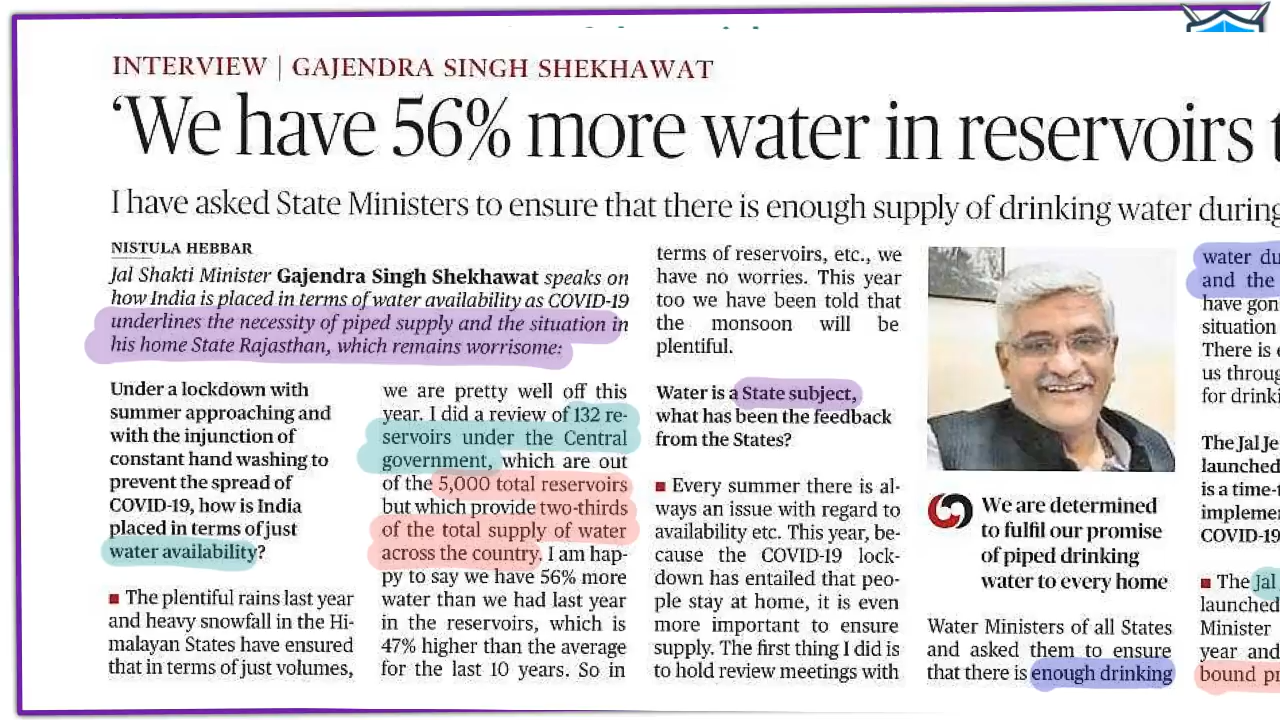 INTERVIEW | GAJENDRA SINGH SHEKHAWAT
‘We have 56% more water in reservoirs t
I have asked State Ministers to ensure that there is enough supply of drinking water during
NISTULA HEBBAR
Jal Shakti Minister Gajendra Singh Shekhawat speaks on
how India is placed in terms of water availability as COVID-19
underlines the necessity of piped supply and the situation in
his home State Rajasthan, which remains worrisome:
Under a lockdown with
summer approaching and
with the injunction of
constant hand washing to
prevent the spread of
COVID-19, how is India
placed in terms of just
water availability?
■ The plentiful rains last year
and heavy snowfall in the Hi-
malayan States have ensured
that in terms of just volumes,
we are pretty well off this
year. I did a review of 132 re-
servoirs under the Central
government, which are out
of the 5,000 total reservoirs
but which provide two-thirds
of the total supply of water
across the country. I am hap-
py to say we have 56% more
water than we had last year
in the reservoirs, which is
47% higher than the average
for the last 10 years. So in
terms of reservoirs, etc., we
have no worries. This year
too we have been told that
the monsoon will be
plentiful.
Water is a State subject,
what has been the feedback
from the States?
■ Every summer there is al-
ways an issue with regard to
availability etc. This year, be-
cause the COVID-19 lock-
down has entailed that peo-
ple stay at home, it is even
more important to ensure
supply. The first thing I did is
to hold review meetings with
We are determined
to fulfil our promise
of piped drinking
water to every home
Water Ministers of all States
and asked them to ensure
that there is enough drinking
water du
and the
have gon
situation
There is e
us throug
for drinki
The Jal Je
launched
is a time-t
implemen
COVID-19
■ The Jal
launched
Minister
year and
bound pr